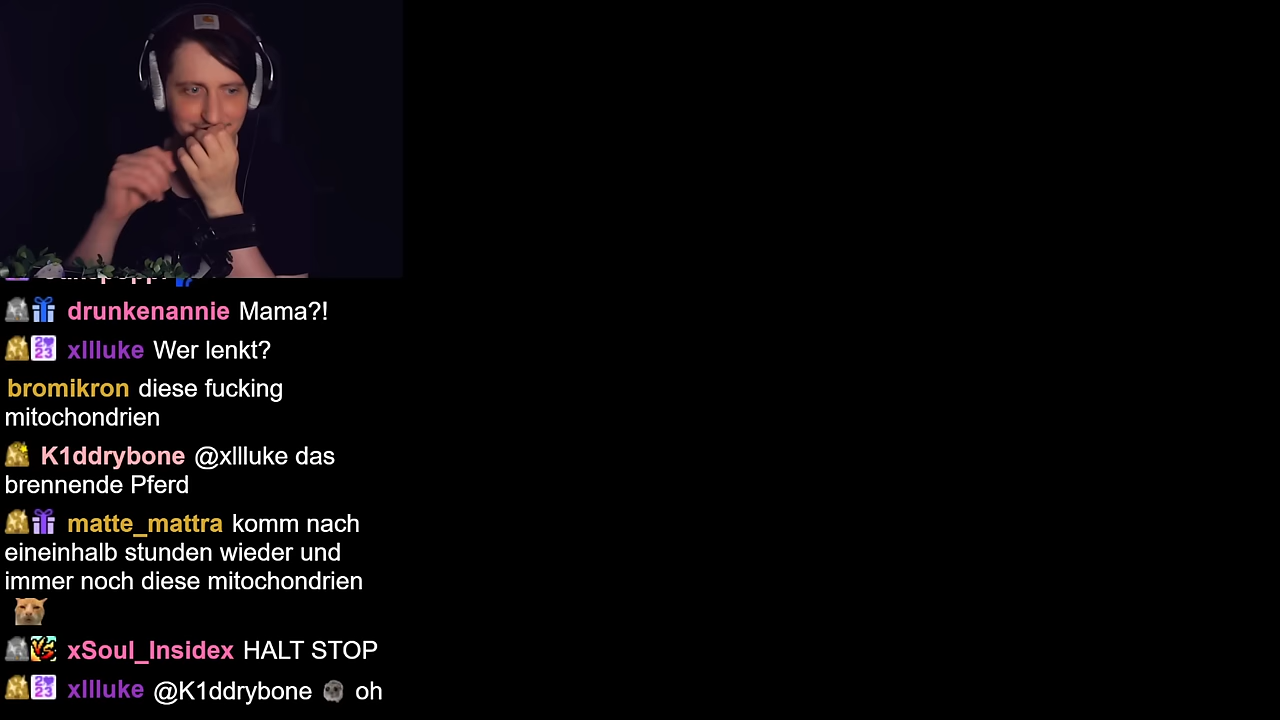 drunkenannie Mama?!
xllluke Wer lenkt?
bromikron diese fucking
mitochondrien
K1ddrybone @xllluke das
brennende Pferd
matte_mattra komm nach
eineinhalb stunden wieder und
immer noch diese mitochondrien
xSoul_Insidex HALT STOP
xllluke @K1ddrybone oh